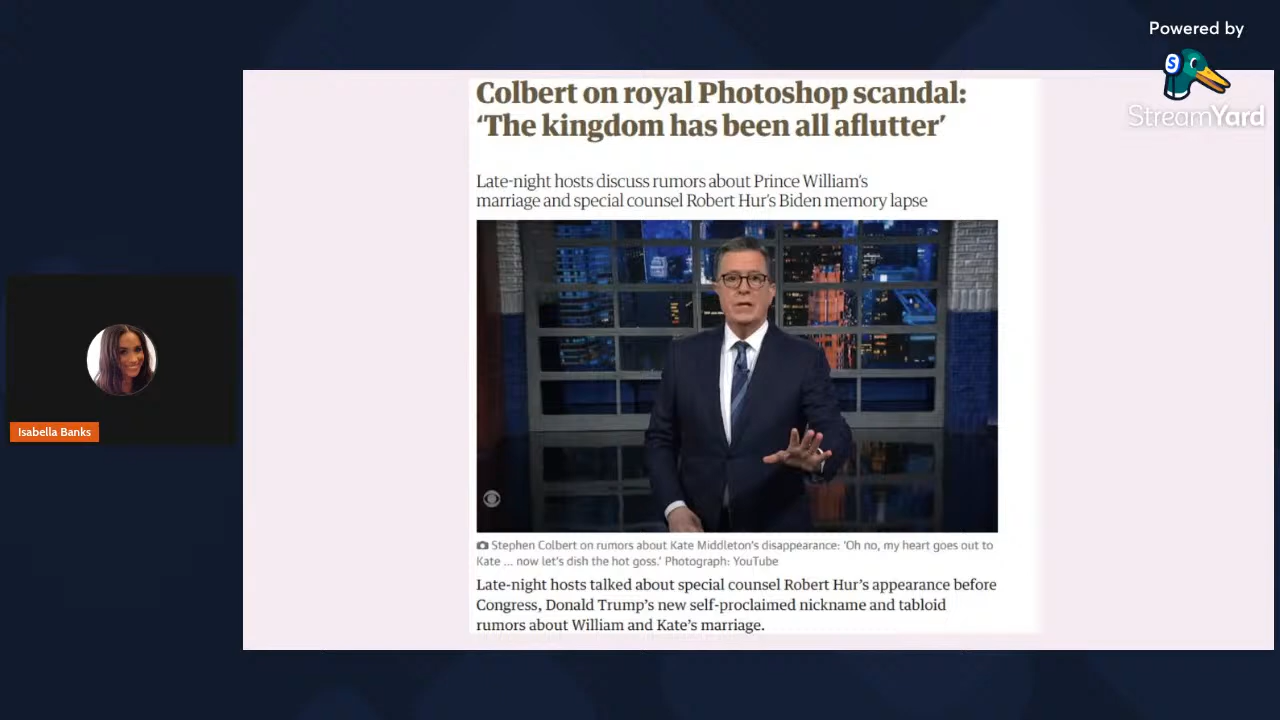 Powered by
StreamYard
Colbert on royal Photoshop scandal:
‘The kingdom has been all aflutter’
Late-night hosts discuss rumors about Prince William’s
marriage and special counsel Robert Hur’s Biden memory lapse
Stephen Colbert on rumors about Kate Middleton’s disappearance: ‘Oh no, my heart goes out to
Kate ... now let’s dish the hot goss.’ Photograph: YouTube
Late-night hosts talked about special counsel Robert Hur’s appearance before
Congress, Donald Trump’s new self-proclaimed nickname and tabloid
rumors about William and Kate’s marriage.
Isabella Banks